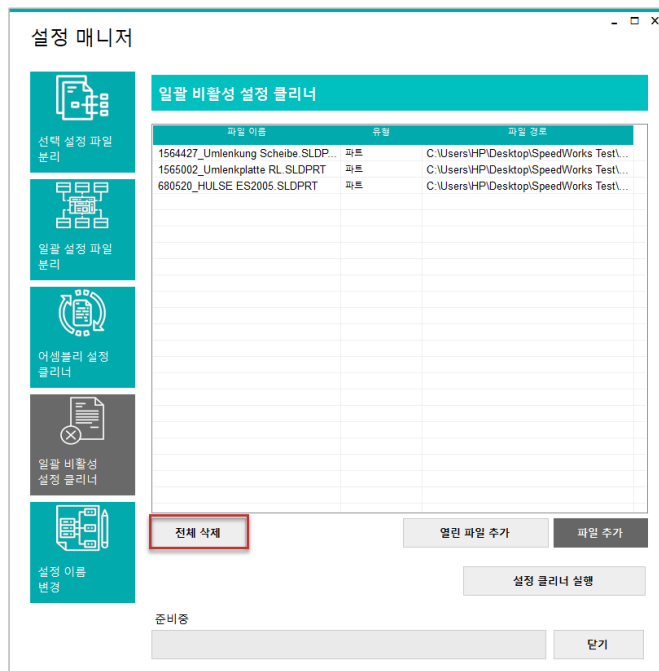 설정 매니저
선택 설정 파일
분리
일괄 설정 파일
분리
어셈블리 설정
클리너
일괄 비활성
설정 클리너
설정 이름
변경
일괄 비활성 설정 클리너
파일 이름 유형 파일 경로
1564427_Umlenkung Scheibe.SLDP... 파트 C:\Users\HP\Desktop\SpeedWorks Test\...
1565002_Umlenkplatte RL.SLDPRT 파트 C:\Users\HP\Desktop\SpeedWorks Test\...
680520_HULSE ES2005.SLDPRT 파트 C:\Users\HP\Desktop\SpeedWorks Test\...
전체 삭제 열린 파일 추가 파일 추가
설정 클리너 실행
준비중
닫기